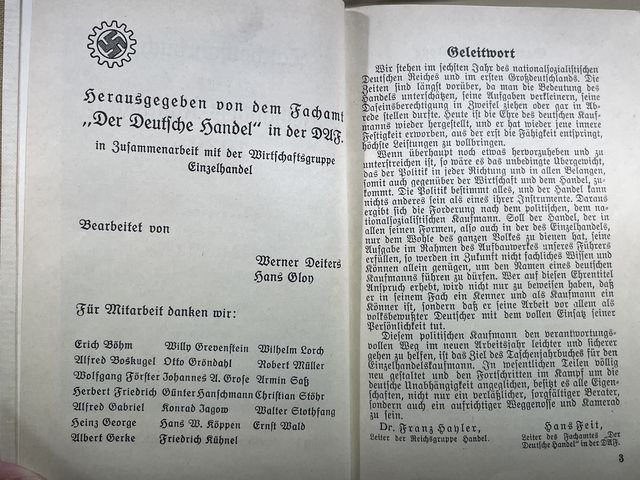 Herausgegeben von dem Fachamt
„Der Deutsche Handel“ in der DAF.
in Zusammenarbeit mit der Wirtschaftsgruppe
Einzelhandel
Bearbeitet von
Werner Deiters
Hans Gloy
Für Mitarbeit danken wir:
Erich Böhm Willy Grevenstein Wilhelm Lorch
Alfred Boskugel Otto Gröndahl Robert Müller
Wolfgang Förster Johannes A. Grose Armin Saß
Herbert Friedrich Günter Hanschmann Christian Stöhr
Alfred Gabriel Konrad Jagow Walter Slothfang
Heinz George Hans W. Köppen Ernst Wald
Albert Gerke Friedrich Kühnel
Geleitwort
Wir stehen im sechsten Jahr des nationalsozialistischen
Deutschen Reiches und im ersten Großdeutschlands. Die
Zeiten sind längst vorüber, da man die Bedeutung des
Handels unterschätzen, seine Aufgaben verkleinern, seine
Daseinsberechtigung in Zweifel ziehen oder gar in Ab-
rede stellen durfte. Heute ist die Ehre des deutschen Kauf-
manns wieder hergestellt, und er hat wieder jene innere
Festigkeit erworben, aus der erst die Fähigkeit entspringt,
höchste Leistungen zu vollbringen.
Wenn überhaupt noch etwas hervorzuheben und zu
unterstreichen ist, so wäre es das unbedingte Übergewicht,
das der Politik in jeder Richtung und in allen Belangen,
somit auch gegenüber der Wirtschaft und dem Handel, zu-
kommt. Die Politik bestimmt alles, und der Handel kann
nichts anderes sein als eines ihrer Instrumente. Daraus
ergibt sich die Forderung nach dem politischen, dem na-
tionalsozialistischen Kaufmann. Soll der Handel, der in
allen seinen Formen, also auch in der des Einzelhandels,
nur dem Wohle des ganzen Volkes zu dienen hat, seine
Aufgabe im Rahmen des Aufbauwerkes unseres Führers
erfüllen, so werden in Zukunft nicht fachliches Wissen und
Können allein genügen, um den Namen eines deutschen
Kaufmanns führen zu dürfen. Wer auf diesen Ehrentitel
Anspruch erhebt, wird nicht nur zu beweisen haben, daß
er in seinem Fach ein Kenner und als Kaufmann ein
Könner ist, sondern daß er seine Arbeit vor allem als
volksbewußter Deutscher mit dem vollen Einsatz seiner
Persönlichkeit tut.
Diesem politischen Kaufmann den verantwortungs-
vollen Weg im neuen Arbeitsjahr leichter und sicherer
gehen zu helfen, ist das Ziel des Taschenjahrbuches für den
Einzelhandelskaufmann. In wesentlichen Teilen völlig
neu gestaltet und den Fortschritten im Kampf um die
deutsche Unabhängigkeit angeglichen, besitzt es alle Eigen-
schaften, nicht nur ein verläßlicher, sorgfältiger Berater,
sondern auch ein aufrichtiger Weggenosse und Kamerad
zu sein.
Dr. Franz Hayler, Hans Feit,
Leiter der Reichsgruppe Handel. Leiter des Fachamtes „Der
Deutsche Handel“ in der DAF.
3